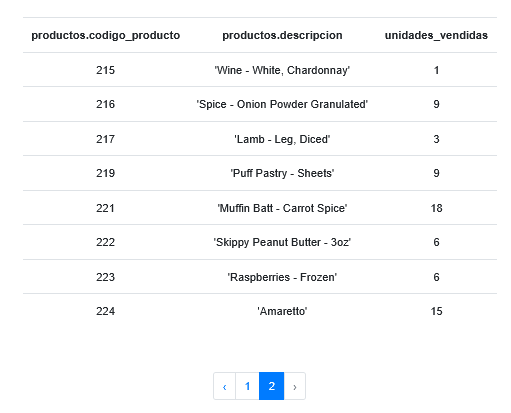 productos.codigo_producto productos.descripcion unidades_vendidas
215 'Wine - White, Chardonnay' 1
216 'Spice - Onion Powder Granulated' 9
217 'Lamb - Leg, Diced' 3
219 'Puff Pastry - Sheets' 9
221 'Muffin Batt - Carrot Spice' 18
222 'Skippy Peanut Butter - 3oz' 6
223 'Raspberries - Frozen' 6
224 'Amaretto' 15
‹ 1 2 ›